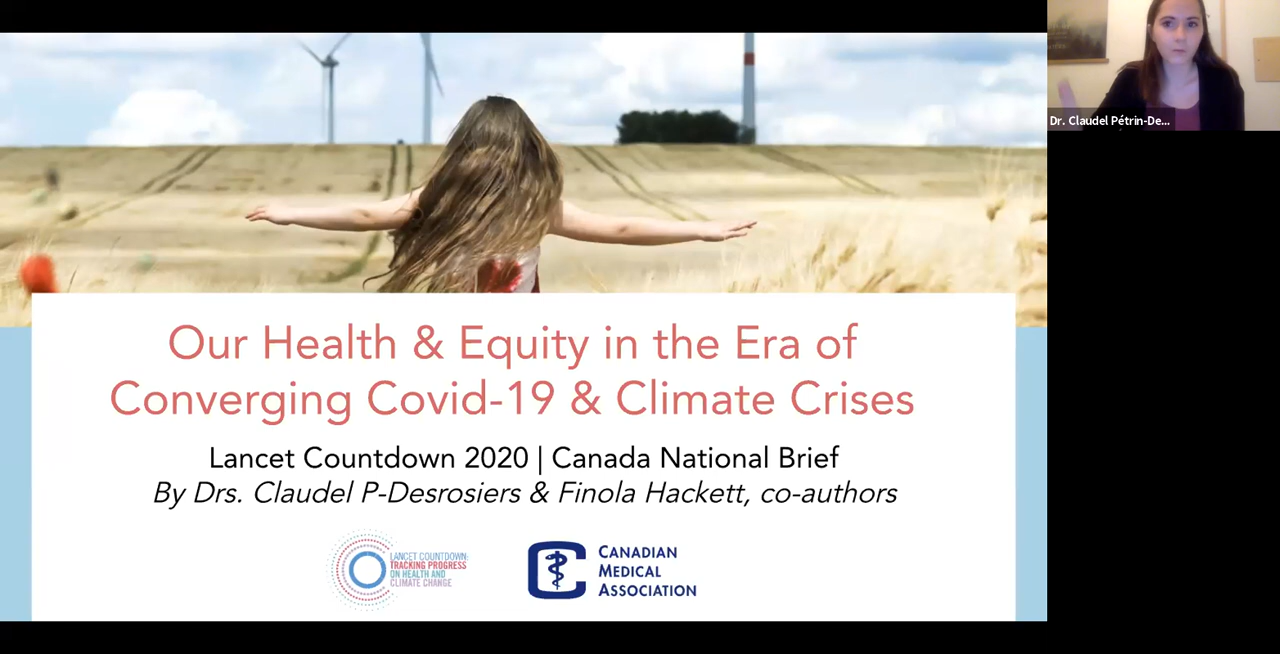 Dr. Claudel Pétrin-De...
Our Health & Equity in the Era of
Converging Covid-19 & Climate Crises
Lancet Countdown 2020 | Canada National Brief
By Drs. Claudel P-Desrosiers & Finola Hackett, co-authors
LANCET COUNTDOWN:
TRACKING PROGRESS
ON HEALTH AND
CLIMATE CHANGE
CANADIAN
MEDICAL
ASSOCIATION